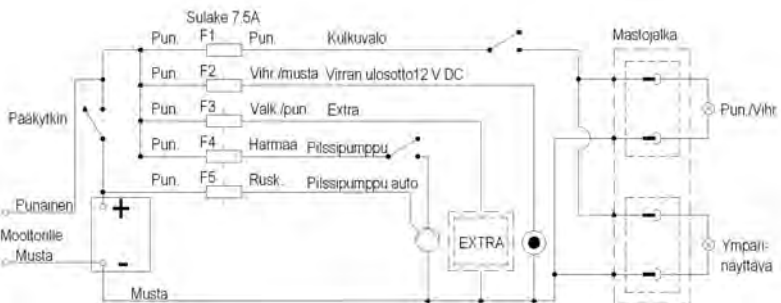 Sulake 7.5A
Pun. F1 Pun. Kulkuvalo
Mastojalka
Pun. F2 Vihr./musta Virran ulosotto12 V DC
Pun. F3 Valk./pun. Extra
Pun./Vihr.
Pääkytkin
Pun. F4 Harmaa Pilssipumppu
Pun. F5 Rusk. Pilssipumppu auto
Punainen
+
Moottorille
EXTRA
Ympäri-
näyttävä
Musta
-
Musta